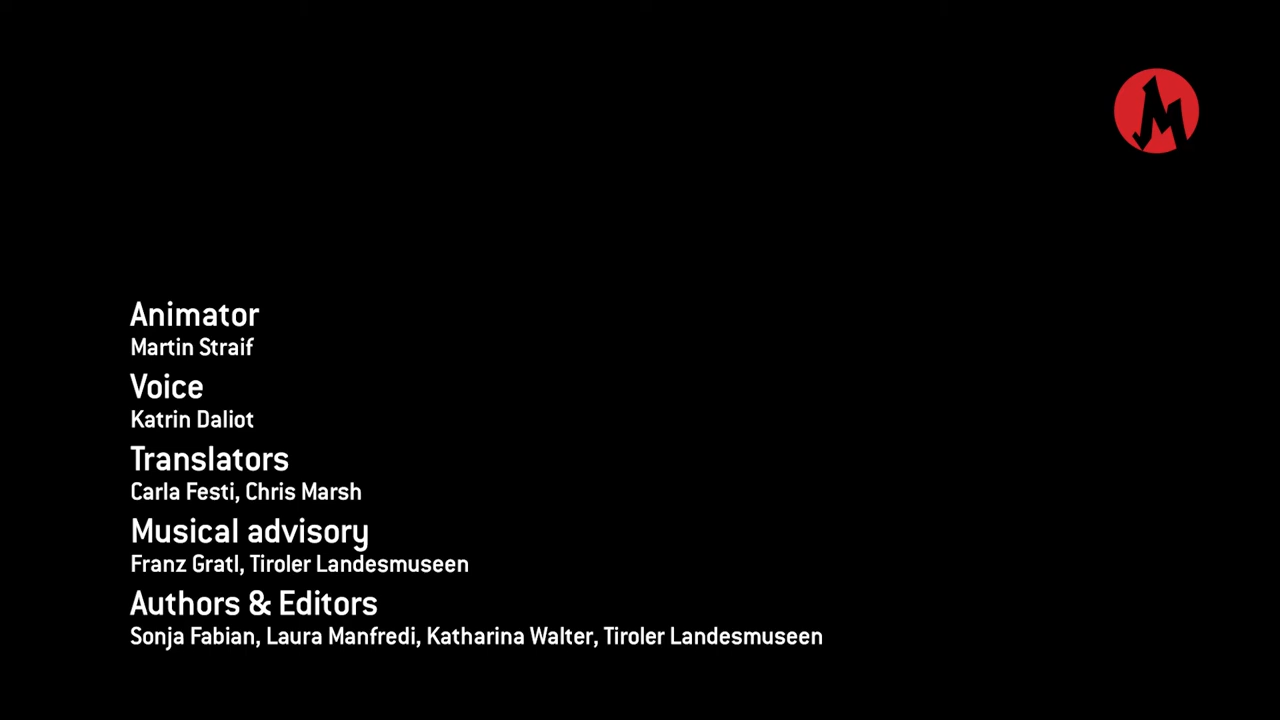 Animator
Martin Straif
Voice
Katrin Daliot
Translators
Carla Festi, Chris Marsh
Musical advisory
Franz Gratl, Tiroler Landesmuseen
Authors & Editors
Sonja Fabian, Laura Manfredi, Katharina Walter, Tiroler Landesmuseen
M